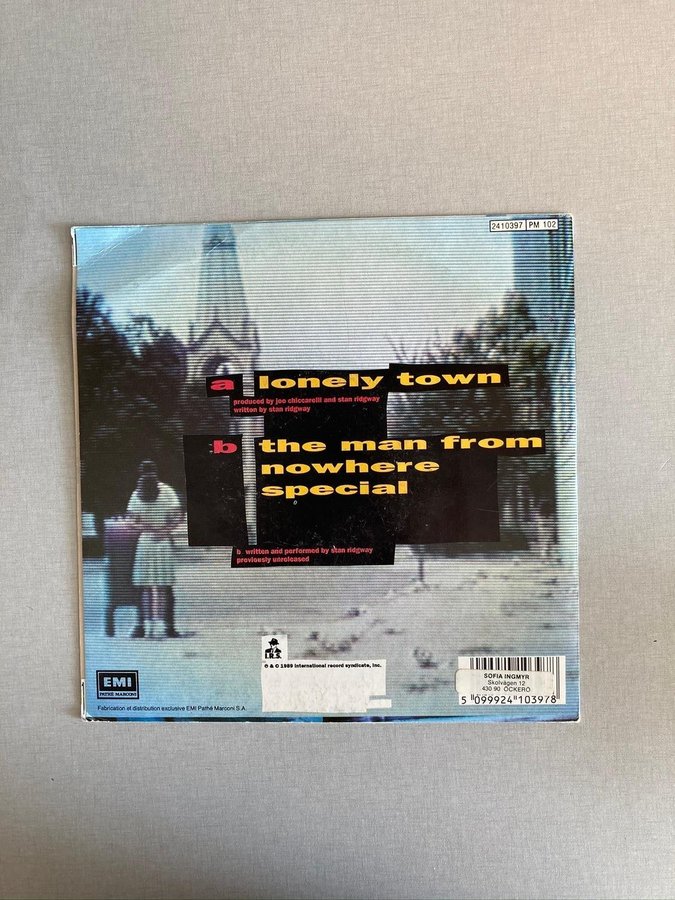 2410397 PM 102
a lonely town
produced by joe chiccarelli and stan ridgway
written by stan ridgway
b the man from
nowhere
special
b written and performed by stan ridgway
previously unreleased
I.R.S.
℗ & © 1989 international record syndicate, inc.
EMI
PATHÉ MARCONI
Fabrication et distribution exclusive EMI Pathé Marconi S.A.
SOFIA INGMYR
Skolvägen 12
430 90 ÖCKERÖ
5 099924 103978